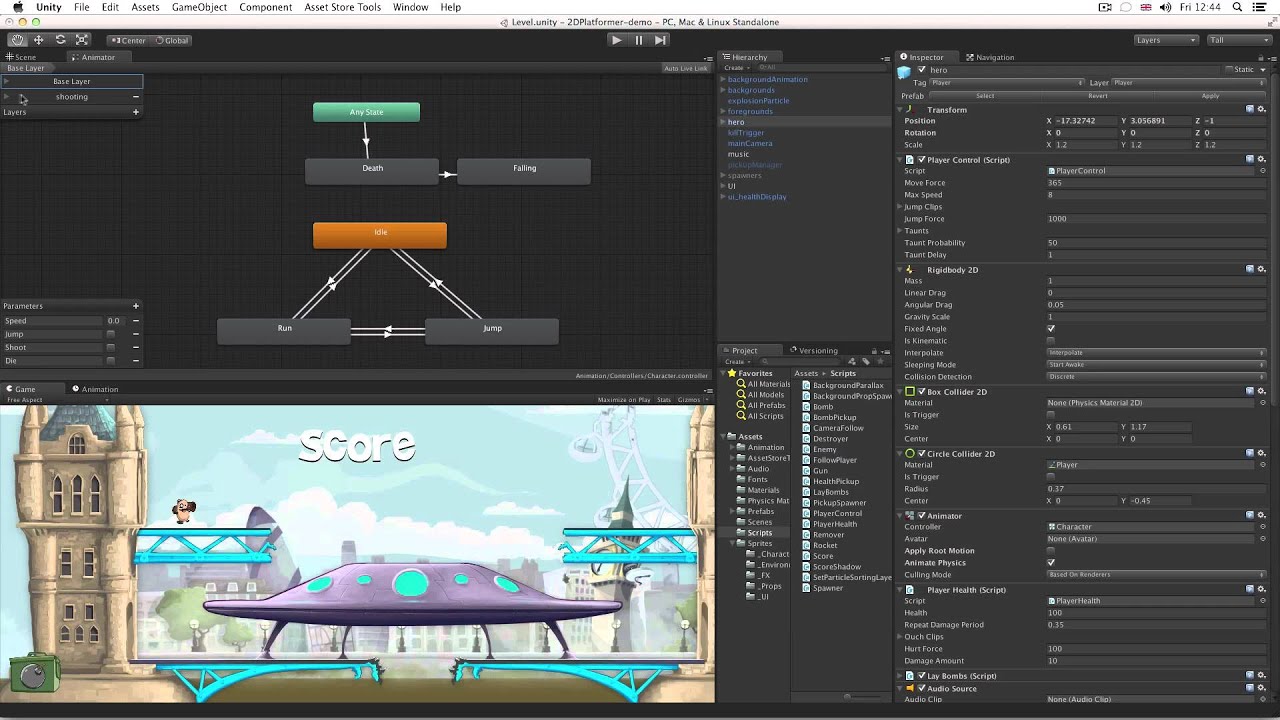 Unity File Edit Assets GameObject Component Asset Store Tools Window Help Fri 12:44
Level.unity - 2DPlatformer-demo - PC, Mac & Linux Standalone
Center Global Layers Tall
Scene Animator
Base Layer Auto Live Link
Base Layer
shooting
Layers
Any State
Death
Falling
Idle
Run
Jump
Parameters
Speed 0.0
Jump
Shoot
Die
Animation/Controllers/Character.controller
Game Animation
Free Aspect Maximize on Play Stats Gizmos
score
Hierarchy
Create All
backgroundAnimation
backgrounds
explosionParticle
foregrounds
hero
killTrigger
mainCamera
music
pickupManager
spawners
UI
ui_healthDisplay
Project Versioning
Create
Favorites
All Materials
All Models
All Prefabs
All Scripts
Assets
Animation
AssetStoreT
Audio
Fonts
Materials
Physics Mat
Prefabs
Scenes
Scripts
Sprites
_Charact
_Environ
_FX
_Props
_UI
Assets Scripts
BackgroundParallax
BackgroundPropSpaw
Bomb
BombPickup
CameraFollow
Destroyer
Enemy
FollowPlayer
Gun
HealthPickup
LayBombs
PickupSpawner
PlayerControl
PlayerHealth
Remover
Rocket
Score
ScoreShadow
SetParticleSortingLaye
Spawner
Inspector Navigation
hero Static
Tag Player Layer Player
Prefab Select Revert Apply
Transform
Position X -17.32742 Y 3.056891 Z -1
Rotation X 0 Y 0 Z 0
Scale X 1.2 Y 1.2 Z 1.2
Player Control (Script)
Script PlayerControl
Move Force 365
Max Speed 8
Jump Clips
Jump Force 1000
Taunts
Taunt Probability 50
Taunt Delay 1
Rigidbody 2D
Mass 1
Linear Drag 0
Angular Drag 0.05
Gravity Scale 1
Fixed Angle
Is Kinematic
Interpolate Interpolate
Sleeping Mode Start Awake
Collision Detection Discrete
Box Collider 2D
Material None (Physics Material 2D)
Is Trigger
Size X 0.61 Y 1.17
Center X 0 Y 0
Circle Collider 2D
Material Player
Is Trigger
Radius 0.37
Center X 0 Y -0.45
Animator
Controller Character
Avatar None (Avatar)
Apply Root Motion
Animate Physics
Culling Mode Based On Renderers
Player Health (Script)
Script PlayerHealth
Health 100
Repeat Damage Period 0.35
Ouch Clips
Hurt Force 100
Damage Amount 10
Lay Bombs (Script)
Audio Source
Audio Clip None (Audio Clip)